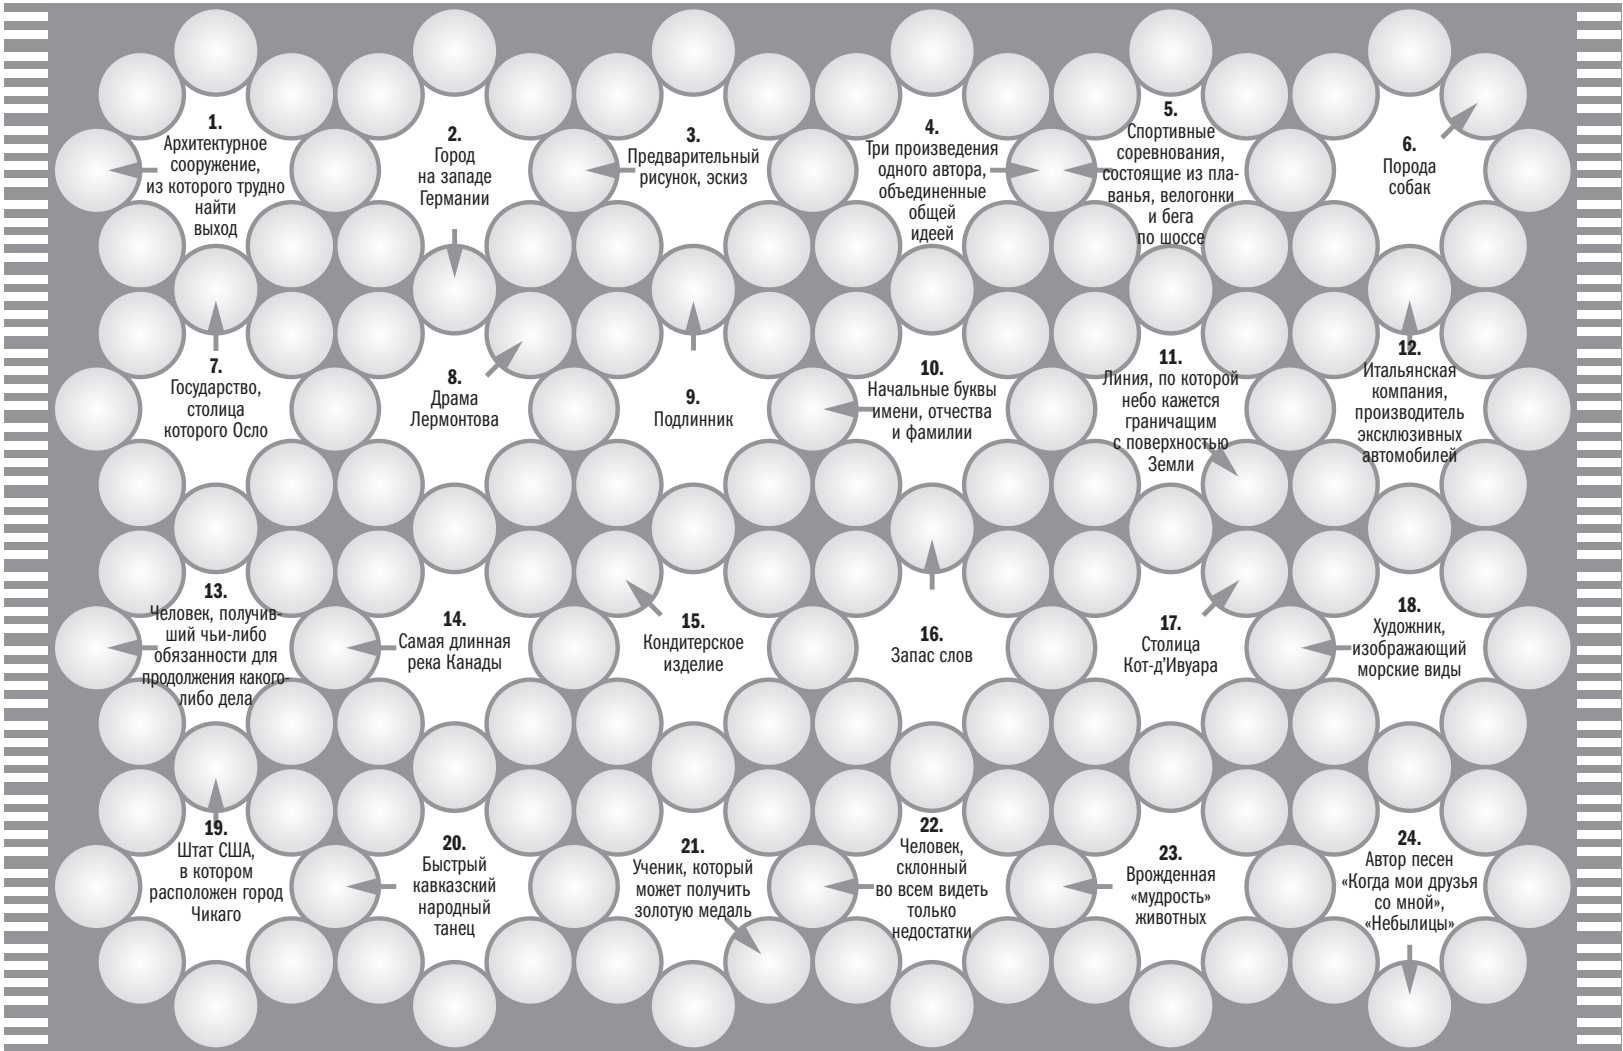 1.
Архитектурное
сооружение,
из которого трудно
найти
выход
2.
Город
на западе
Германии
3.
Предварительный
рисунок, эскиз
4.
Три произведения
одного автора,
объединенные
общей
идеей
5.
Спортивные
соревнования,
состоящие из пла-
ванья, велогонки
и бега
по шоссе
6.
Порода
собак
7.
Государство,
столица
которого Осло
8.
Драма
Лермонтова
9.
Подлинник
10.
Начальные буквы
имени, отчества
и фамилии
11.
Линия, по которой
небо кажется
граничащим
с поверхностью
Земли
12.
Итальянская
компания,
производитель
эксклюзивных
автомобилей
13.
Человек, получив-
ший чьи-либо
обязанности для
продолжения какого-
либо дела
14.
Самая длинная
река Канады
15.
Кондитерское
изделие
16.
Запас слов
17.
Столица
Кот-д'Ивуара
18.
Художник,
изображающий
морские виды
19.
Штат США,
в котором
расположен город
Чикаго
20.
Быстрый
кавказский
народный
танец
21.
Ученик, который
может получить
золотую медаль
22.
Человек,
склонный
во всем видеть
только
недостатки
23.
Врожденная
«мудрость»
животных
24.
Автор песен
«Когда мои друзья
со мной»,
«Небылицы»